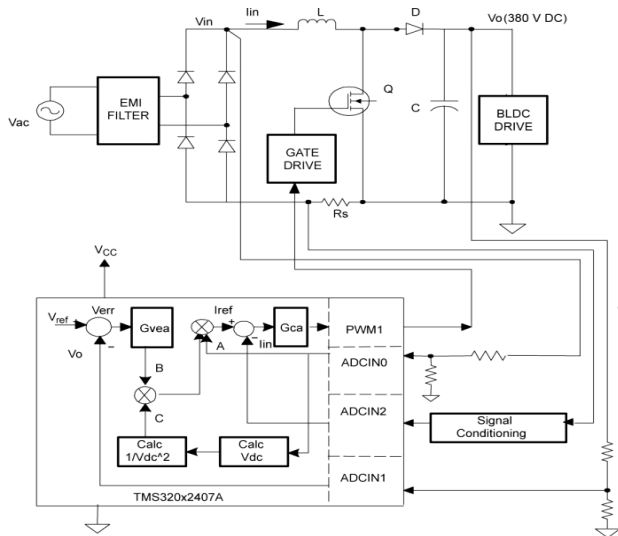 Vin
Iin
L
D
Vo(380 V DC)
EMI
FILTER
Vac
Q
C
BLDC
DRIVE
GATE
DRIVE
Rs
VCC
Vref
+
Verr
−
Vo
Gvea
Iref
+
−
Iin
Gca
A
B
C
PWM1
ADCIN0
ADCIN2
ADCIN1
Signal
Conditioning
Calc
1/Vdc^2
Calc
Vdc
TMS320x2407A